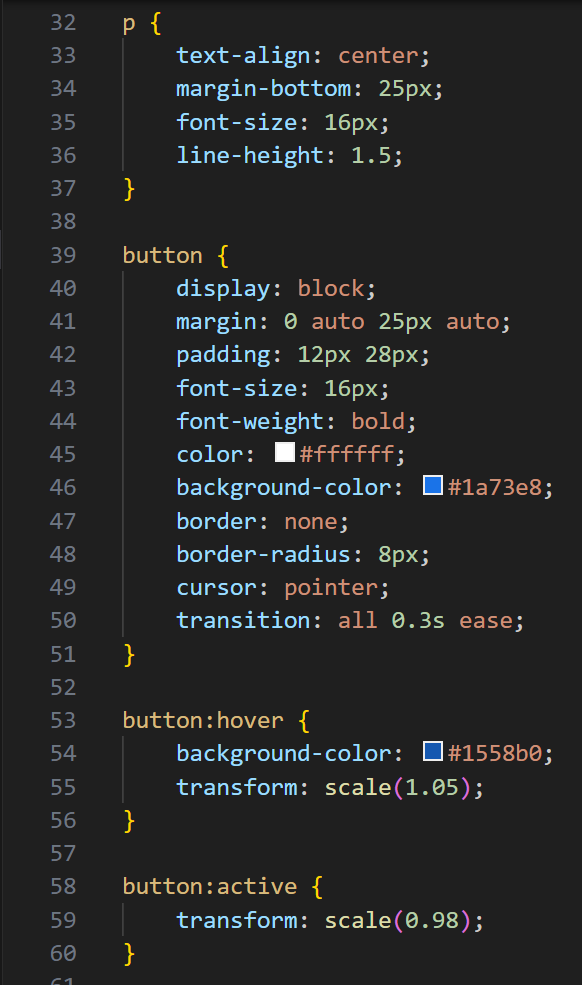 32 p {
33 text-align: center;
34 margin-bottom: 25px;
35 font-size: 16px;
36 line-height: 1.5;
37 }
38
39 button {
40 display: block;
41 margin: 0 auto 25px auto;
42 padding: 12px 28px;
43 font-size: 16px;
44 font-weight: bold;
45 color: #ffffff;
46 background-color: #1a73e8;
47 border: none;
48 border-radius: 8px;
49 cursor: pointer;
50 transition: all 0.3s ease;
51 }
52
53 button:hover {
54 background-color: #1558b0;
55 transform: scale(1.05);
56 }
57
58 button:active {
59 transform: scale(0.98);
60 }
61